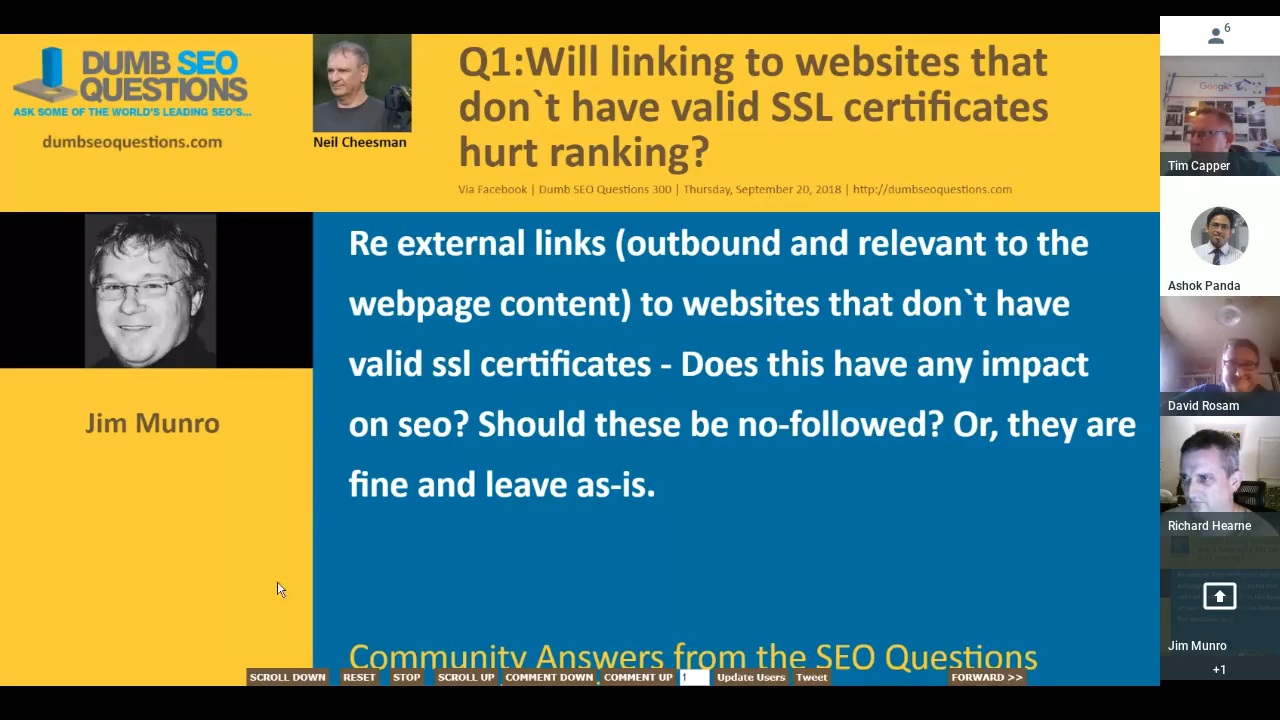 DUMB SEO
QUESTIONS
ASK SOME OF THE WORLD'S LEADING SEO'S...
dumbseoquestions.com
Neil Cheesman
Q1:Will linking to websites that
don`t have valid SSL certificates
hurt ranking?
Via Facebook | Dumb SEO Questions 300 | Thursday, September 20, 2018 | http://dumbseoquestions.com
Jim Munro
Re external links (outbound and relevant to the
webpage content) to websites that don`t have
valid ssl certificates - Does this have any impact
on seo? Should these be no-followed? Or, they are
fine and leave as-is.
Community Answers from the SEO Questions
SCROLL DOWN RESET STOP SCROLL UP COMMENT DOWN COMMENT UP 1 Update Users Tweet FORWARD >>
6
Google
Tim Capper
Ashok Panda
David Rosam
Richard Hearne
Jim Munro
+1